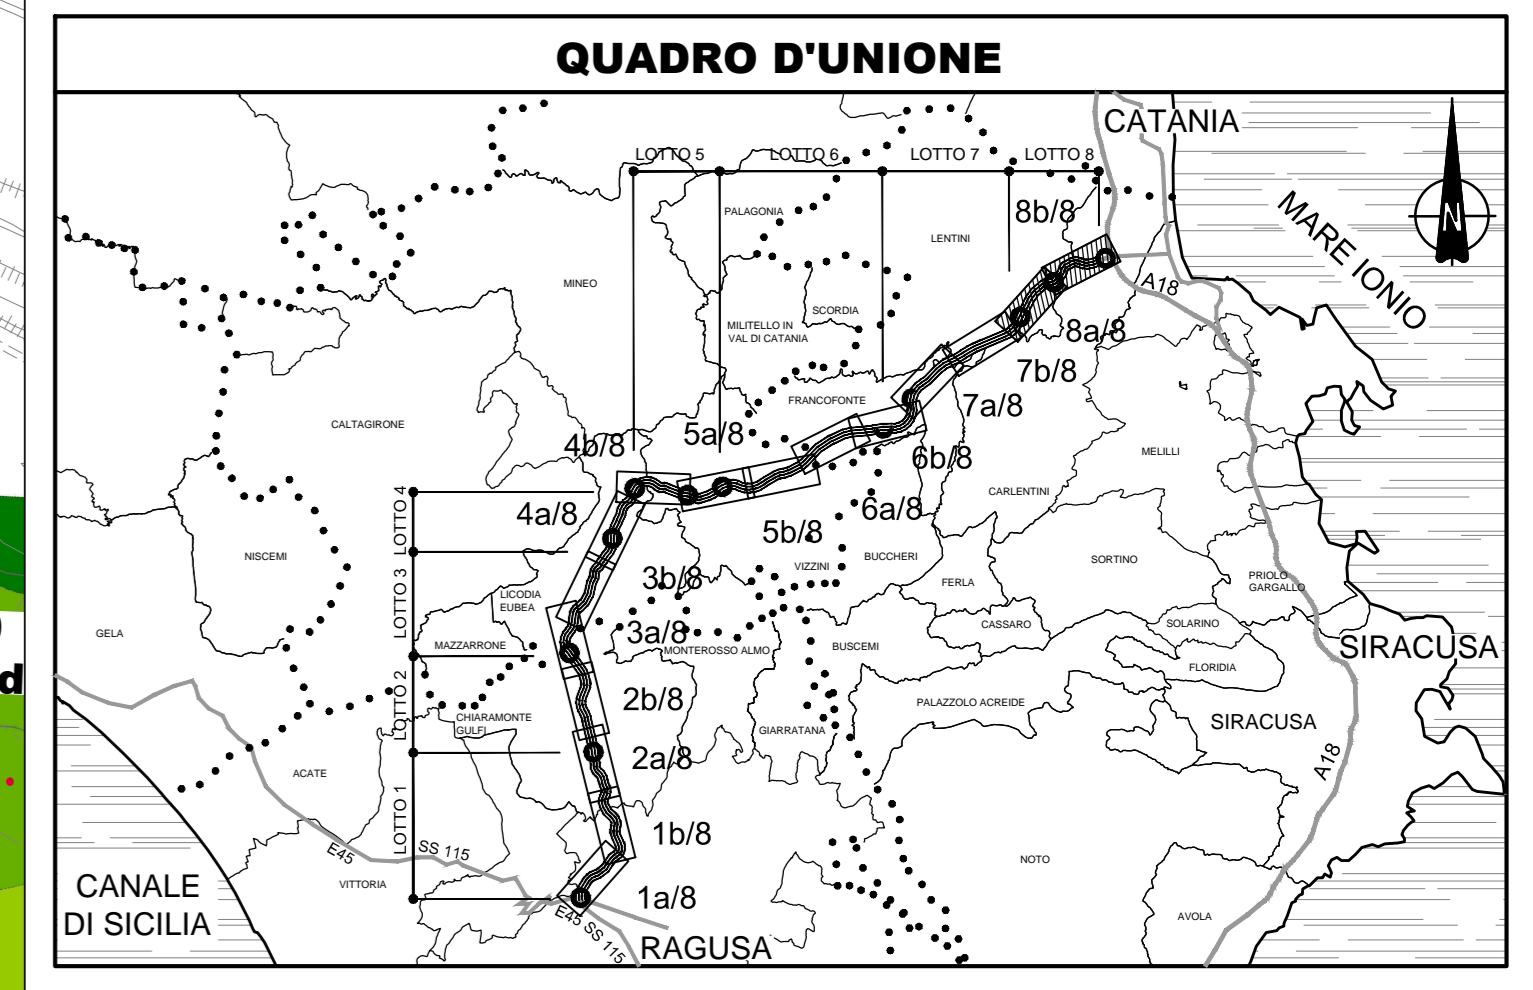 QUADRO D'UNIONE
CATANIA
LOTTO 5
LOTTO 6
LOTTO 7
LOTTO 8
PALAGONIA
8b/8
LENTINI
MARE IONIO
N
MINEO
A18
SCORDIA
MILITELLO IN
VAL DI CATANIA
8a/8
7b/8
FRANCOFONTE
7a/8
CALTAGIRONE
5a/8
4b/8
6b/8
MELILLI
CARLENTINI
LOTTO 4
4a/8
6a/8
5b/8
NISCEMI
BUCCHERI
VIZZINI
SORTINO
FERLA
PRIOLO
GARGALLO
3b/8
LOTTO 3
LICODIA
EUBEA
GELA
CASSARO
SOLARINO
3a/8
MAZZARRONE
MONTEROSSO ALMO
BUSCEMI
SIRACUSA
FLORIDIA
d
LOTTO 2
2b/8
PALAZZOLO ACREIDE
CHIARAMONTE
GULFI
GIARRATANA
SIRACUSA
2a/8
A18
ACATE
LOTTO 1
1b/8
E45
SS 115
NOTO
VITTORIA
CANALE
DI SICILIA
1a/8
E45 SS 115
AVOLA
RAGUSA